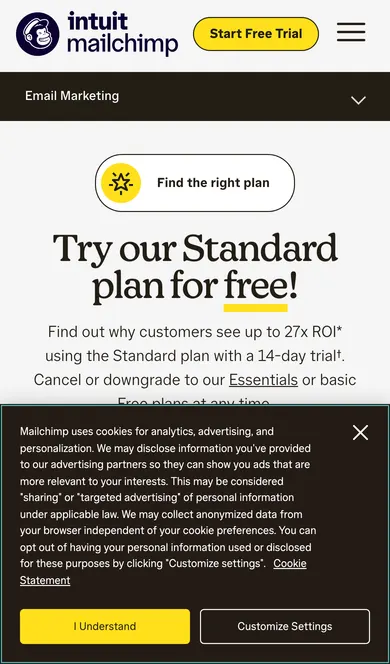 intuit
mailchimp
Start Free Trial
Email Marketing
Find the right plan
Try our Standard
plan for free!
Find out why customers see up to 27x ROI*
using the Standard plan with a 14-day trial†.
Cancel or downgrade to our Essentials or basic
Free plans at any time.
Mailchimp uses cookies for analytics, advertising, and
personalization. We may disclose information you've provided
to our advertising partners so they can show you ads that are
more relevant to your interests. This may be considered
"sharing" or "targeted advertising" of personal information
under applicable law. We may collect anonymized data from
your browser independent of your cookie preferences. You can
opt out of having your personal information used or disclosed
for these purposes by clicking "Customize settings". Cookie
Statement
I Understand
Customize Settings